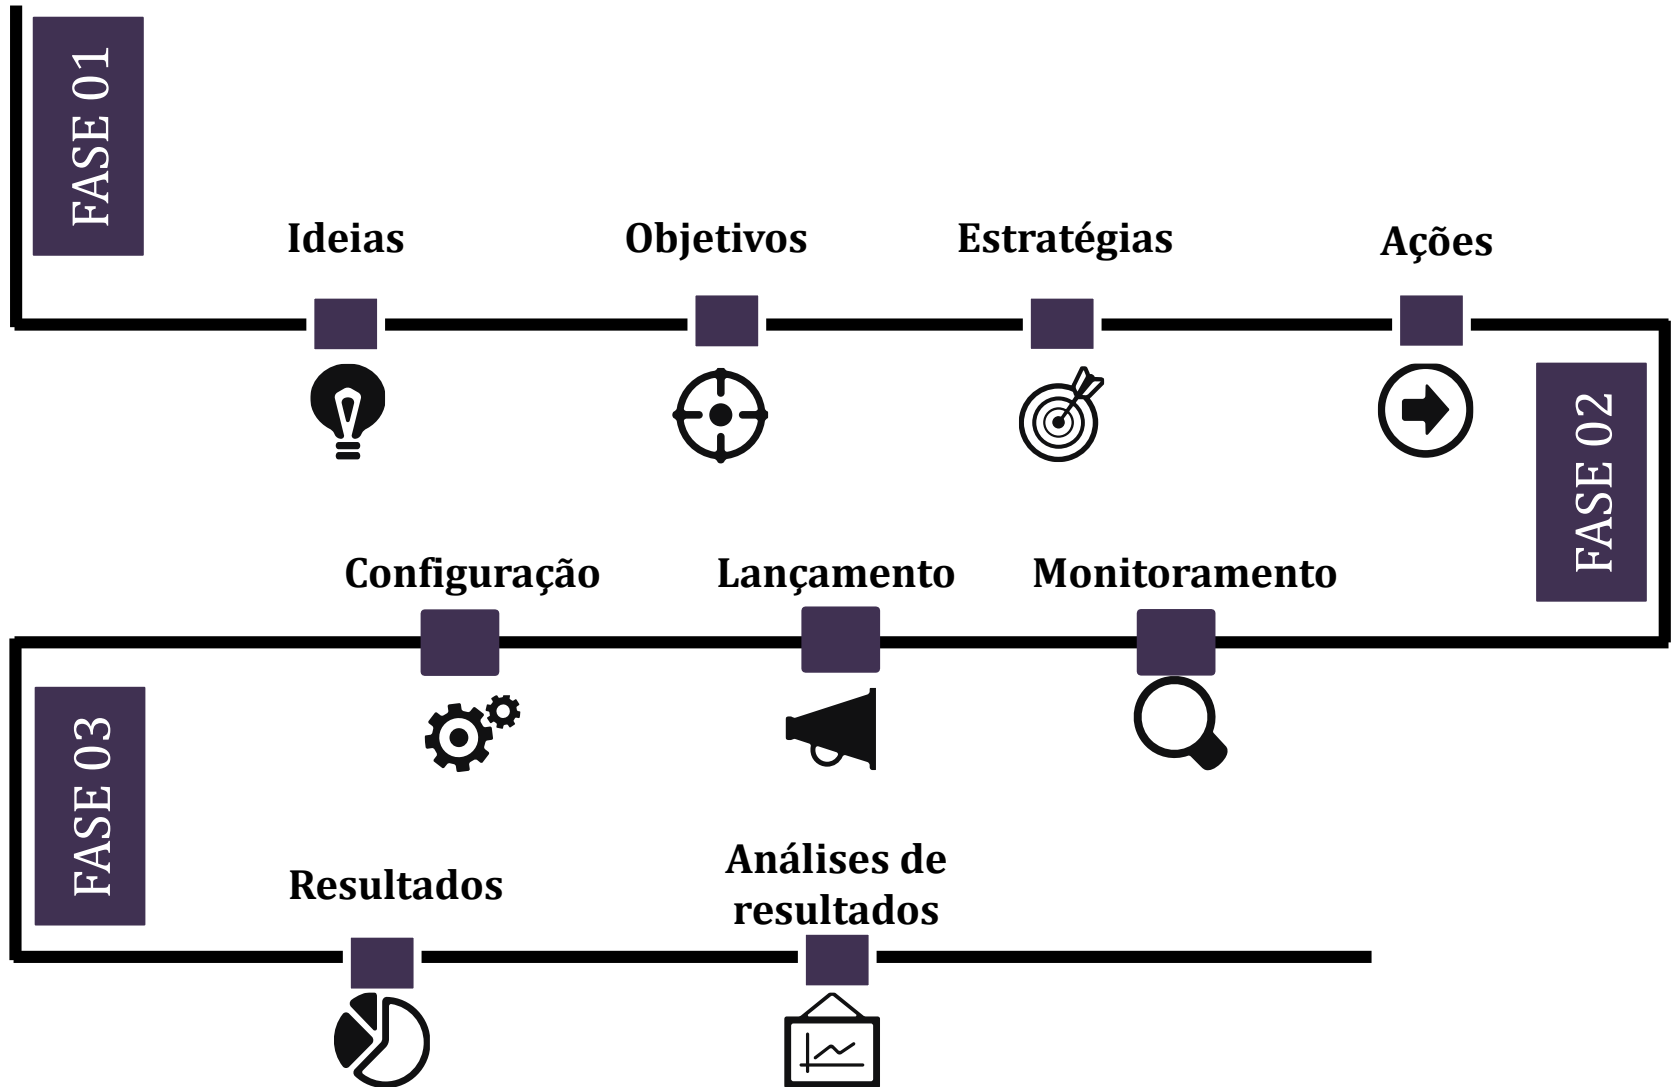 FASE 01
Ideias
Objetivos
Estratégias
Ações
FASE 02
Configuração
Lançamento
Monitoramento
FASE 03
Resultados
Análises de
resultados